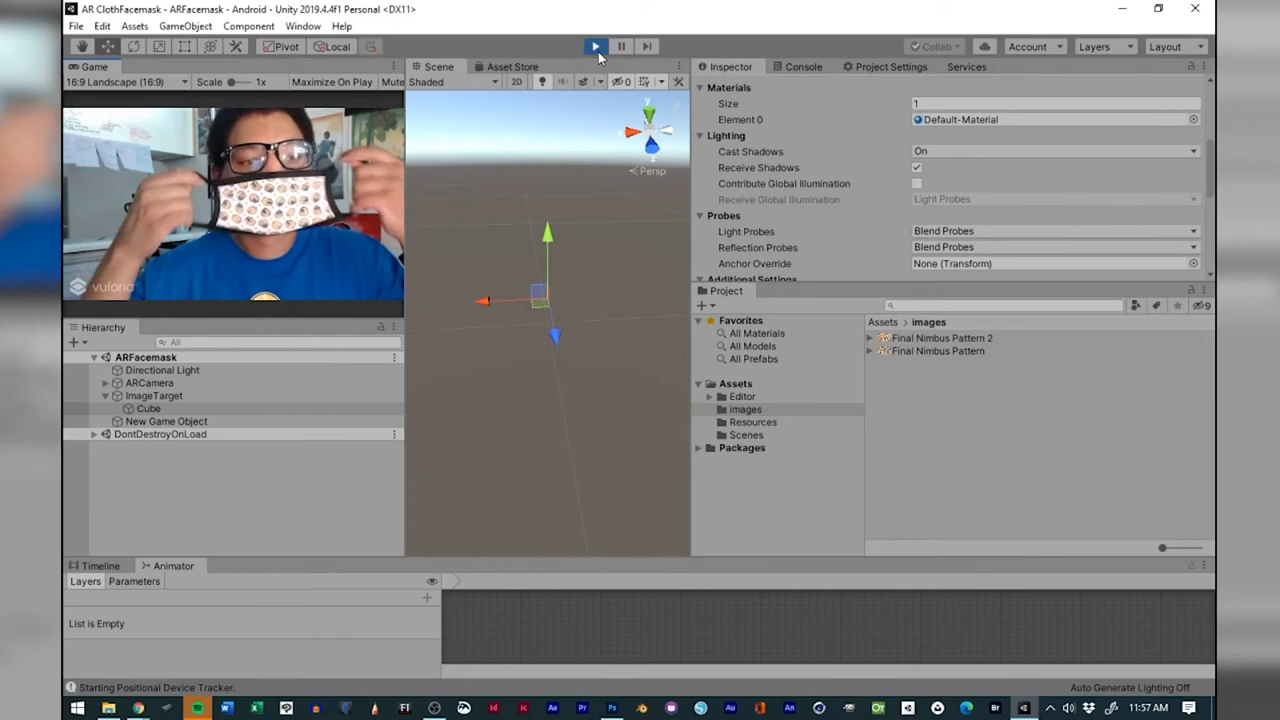 AR ClothFacemask - ARFacemask - Android - Unity 2019.4.4f1 Personal <DX11>
File Edit Assets GameObject Component Window Help
Pivot Local Collab Account Layers Layout
Game Scene Asset Store Inspector Console Project Settings Services
16:9 Landscape (16:9) Scale 1x Maximize On Play Mute Shaded 2D 0
Materials
Size 1
Element 0 Default-Material
Lighting
Cast Shadows On
Receive Shadows
Contribute Global Illumination
Receive Global Illumination Light Probes
Probes
Light Probes Blend Probes
Reflection Probes Blend Probes
Anchor Override None (Transform)
Additional Settings
y
z
Persp
vuforia
Project
9
Favorites
All Materials
All Models
All Prefabs
Assets
Editor
images
Resources
Scenes
Packages
Assets images
Final Nimbus Pattern 2
Final Nimbus Pattern
Hierarchy
All
ARFacemask
Directional Light
ARCamera
ImageTarget
Cube
New Game Object
DontDestroyOnLoad
Timeline Animator
Layers Parameters
List is Empty
Starting Positional Device Tracker. Auto Generate Lighting Off
11:57 AM